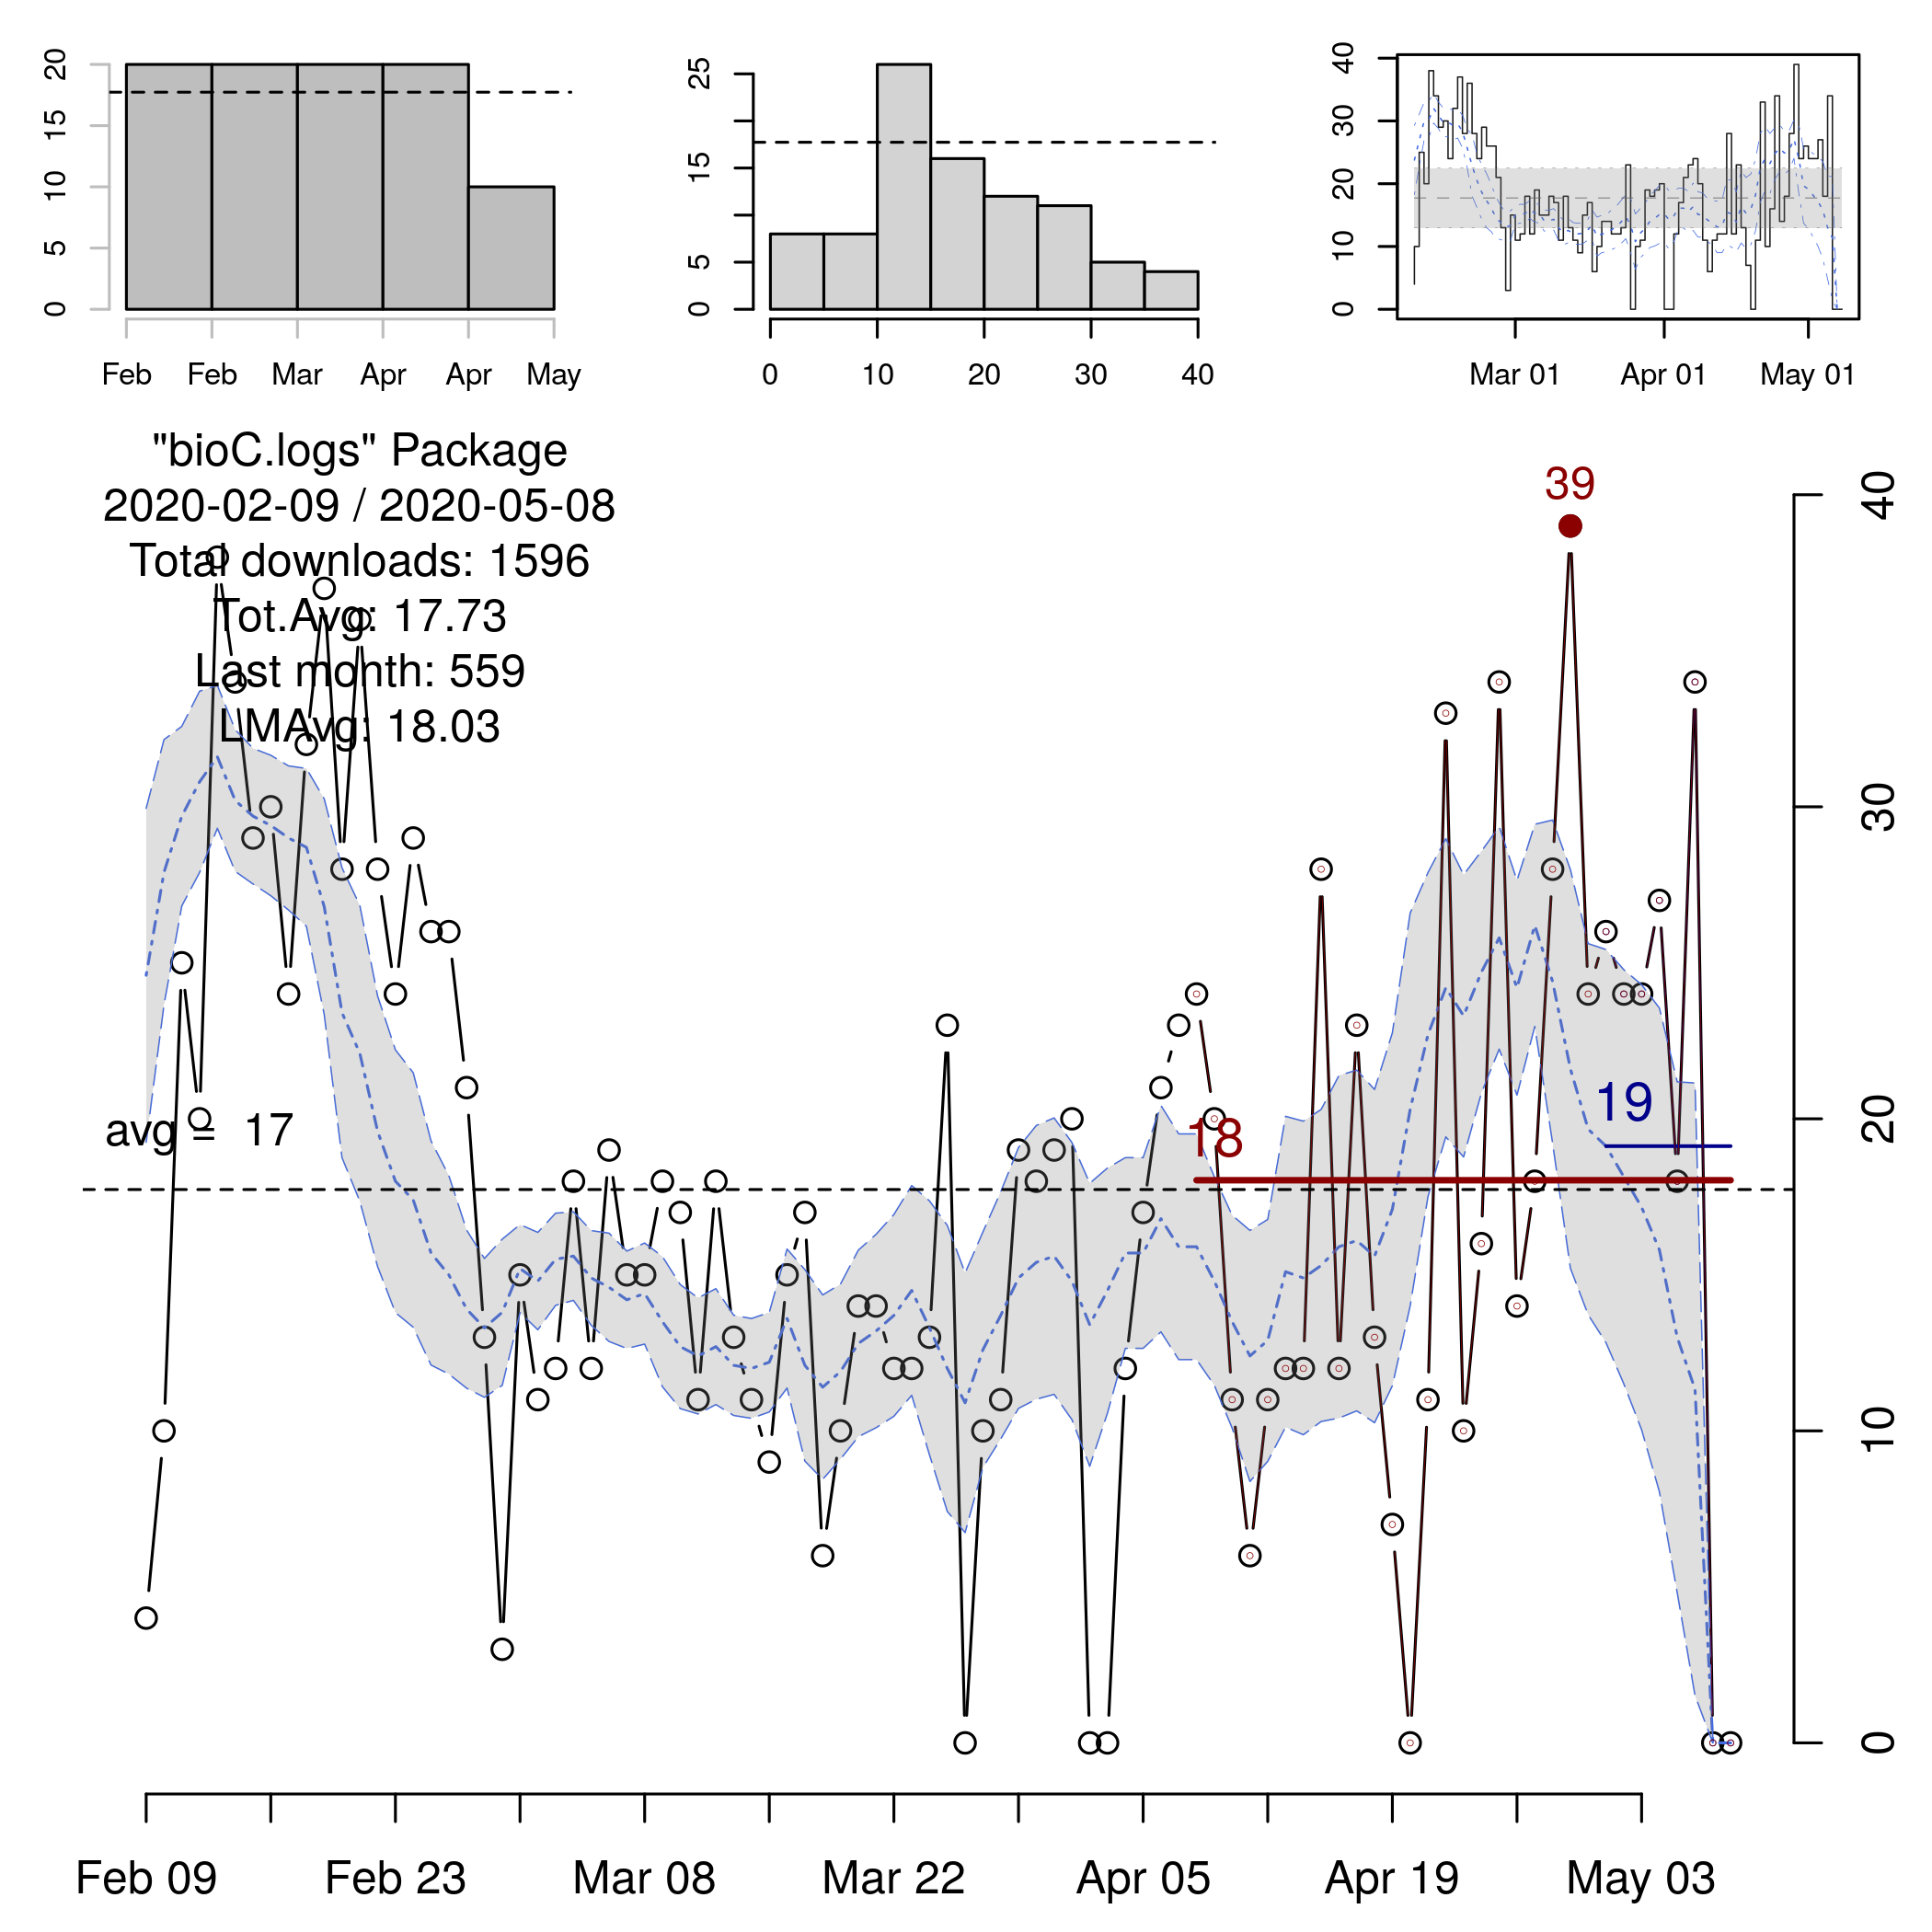 20
15
10
5
0
Feb Feb Mar Apr Apr May
25
15
5
0
0 10 20 30 40
40
30
20
10
0
Mar 01 Apr 01 May 01
"bioC.logs" Package
2020-02-09 / 2020-05-08
Total downloads: 1596
Tot.Avg: 17.73
Last month: 559
LMAvg: 18.03
39
avg = 17
18
19
40
30
20
10
0
Feb 09 Feb 23 Mar 08 Mar 22 Apr 05 Apr 19 May 03